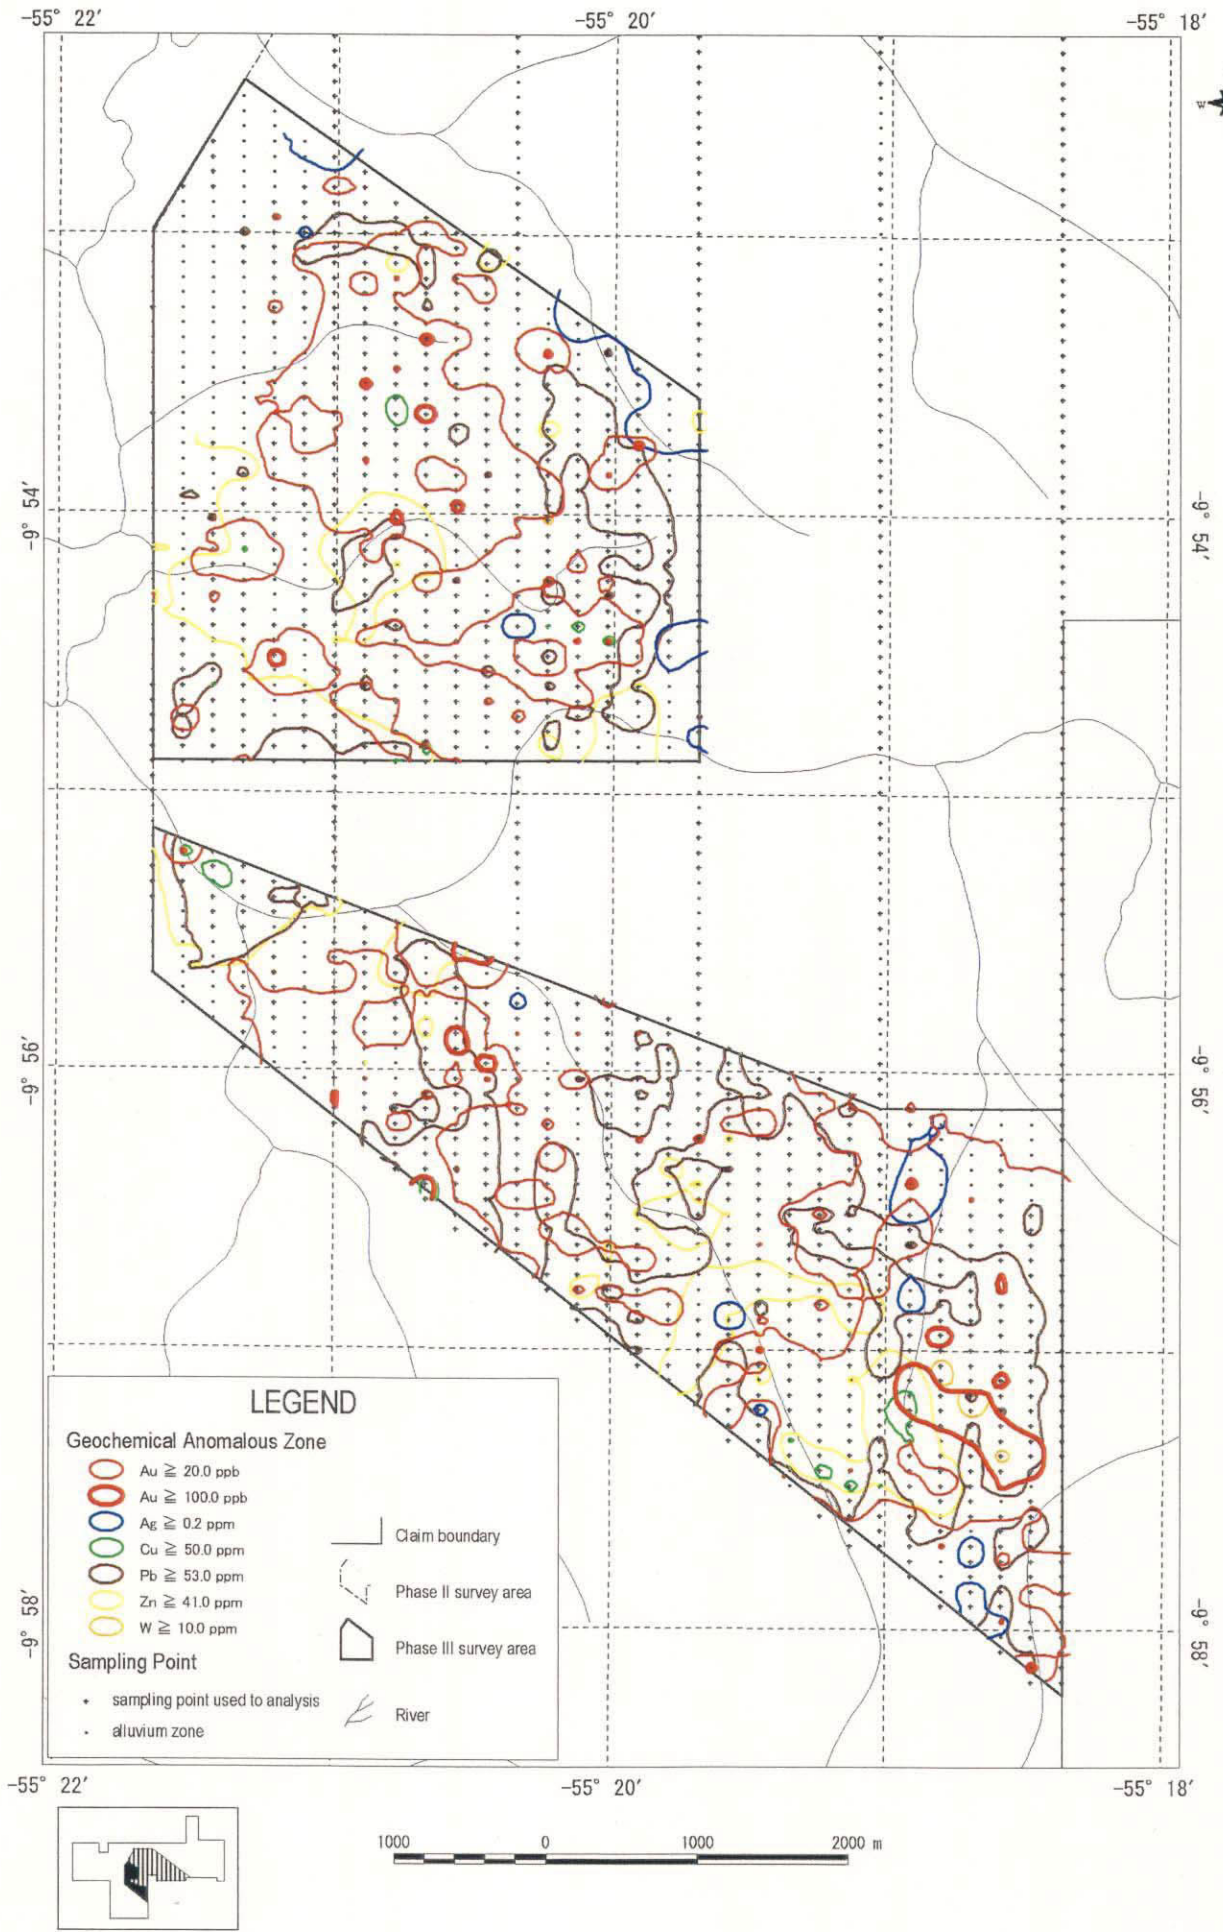 -55° 22′ -55° 20′ -55° 18′
W
-9° 54′ -9° 54′
-9° 56′ -9° 56′
LEGEND
Geochemical Anomalous Zone
Au ≧ 20.0 ppb
Au ≧ 100.0 ppb
Ag ≧ 0.2 ppm
Cu ≧ 50.0 ppm
Pb ≧ 53.0 ppm
Zn ≧ 41.0 ppm
W ≧ 10.0 ppm
Claim boundary
Phase II survey area
Phase III survey area
River
Sampling Point
sampling point used to analysis
alluvium zone
-9° 58′ -9° 58′
-55° 22′ -55° 20′ -55° 18′
1000 0 1000 2000 m